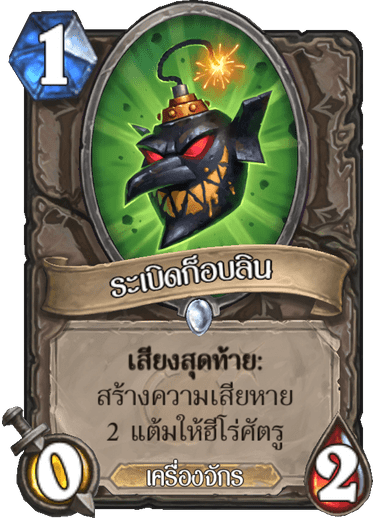 1
ระเบิดก็อบลิน
เสียงสุดท้าย:
สร้างความเสียหาย
2 แต้มให้ฮีโร่ศัตรู
0
เครื่องจักร
2